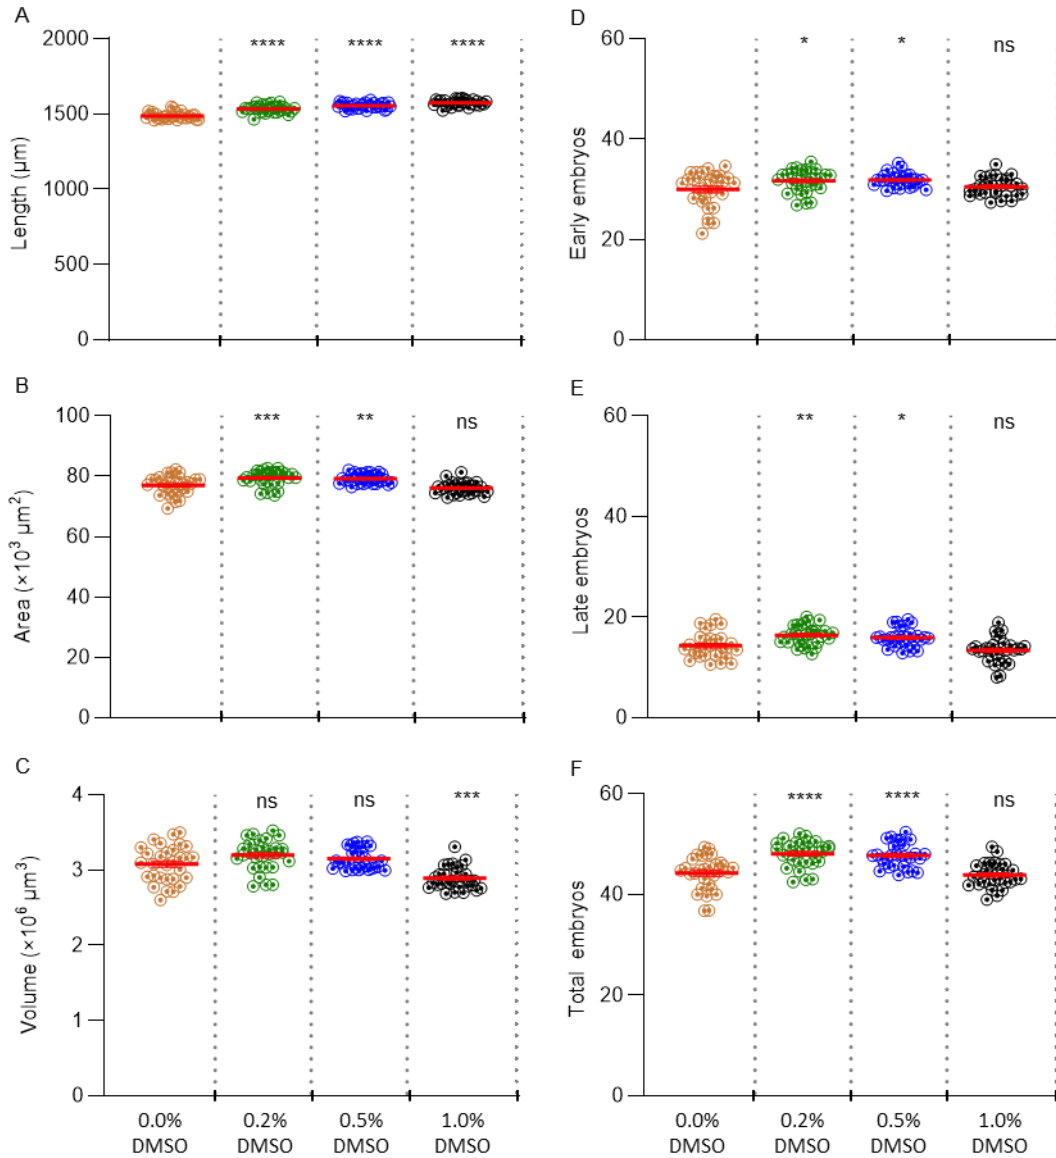 A
2000
1500
1000
500
0
Length (µm)
**** **** ****
B
100
80
60
40
20
0
Area (×10³ µm²)
*** ** ns
C
4
3
2
1
0
Volume (×10⁶ µm³)
ns ns ***
0.0% DMSO
0.2% DMSO
0.5% DMSO
1.0% DMSO
D
60
40
20
0
Early embryos
* * ns
E
60
40
20
0
Late embryos
** * ns
F
60
40
20
0
Total embryos
**** **** ns
0.0% DMSO
0.2% DMSO
0.5% DMSO
1.0% DMSO